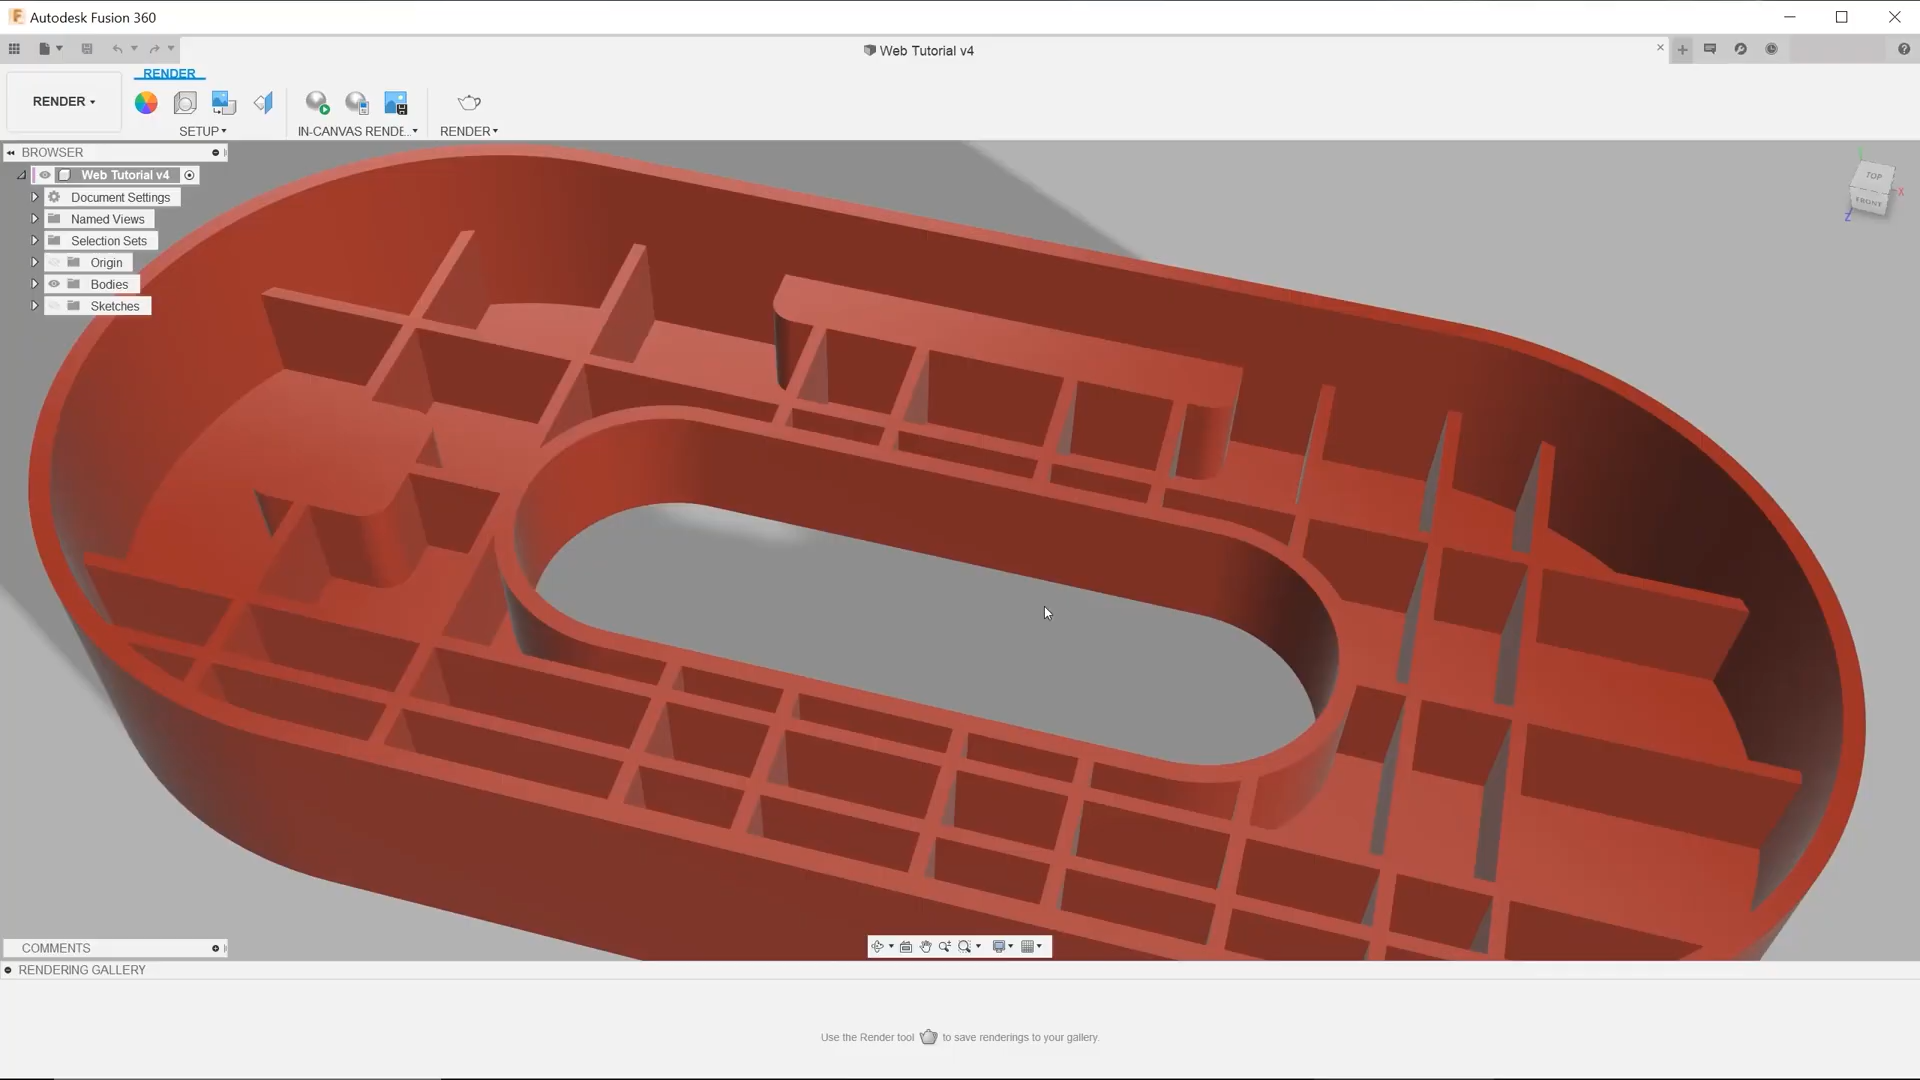 Autodesk Fusion 360
Web Tutorial v4
RENDER
RENDER
SETUP
IN-CANVAS RENDE...
RENDER
BROWSER
Web Tutorial v4
Document Settings
Named Views
Selection Sets
Origin
Bodies
Sketches
TOP
FRONT
X
Z
COMMENTS
RENDERING GALLERY
Use the Render tool to save renderings to your gallery.